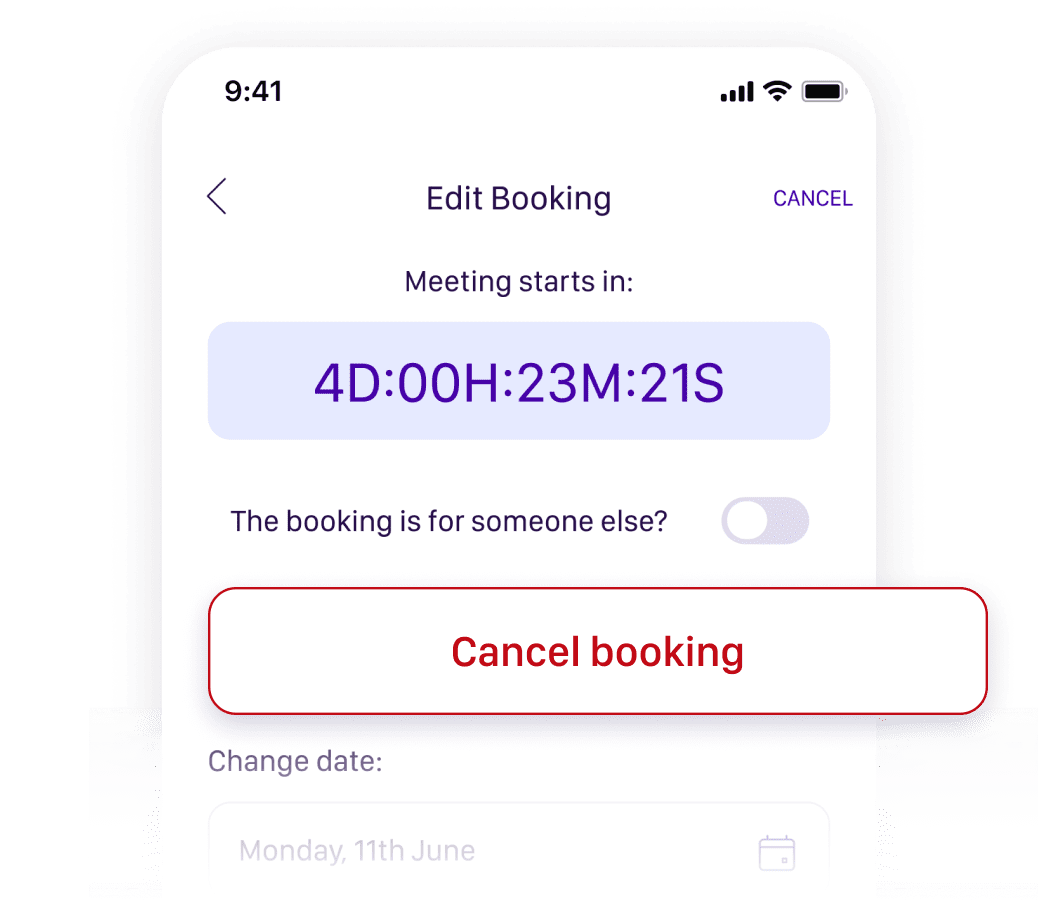 9:41
Edit Booking
CANCEL
Meeting starts in:
4D:00H:23M:21S
The booking is for someone else?
Cancel booking
Change date:
Monday, 11th June